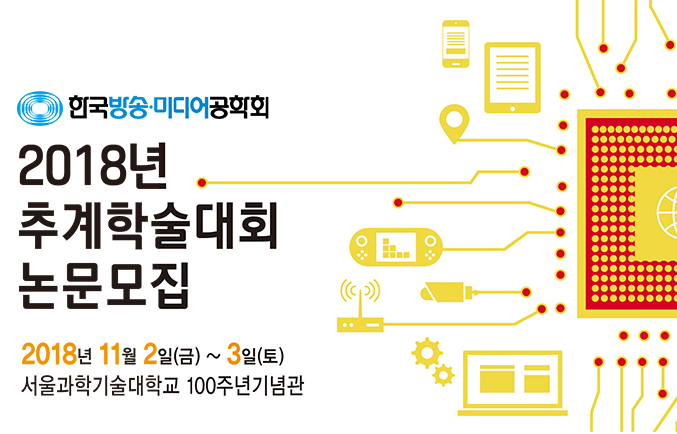 한국방송·미디어공학회
2018년
추계학술대회
논문모집
2018년 11월 2일(금) ~ 3일(토)
서울과학기술대학교 100주년기념관